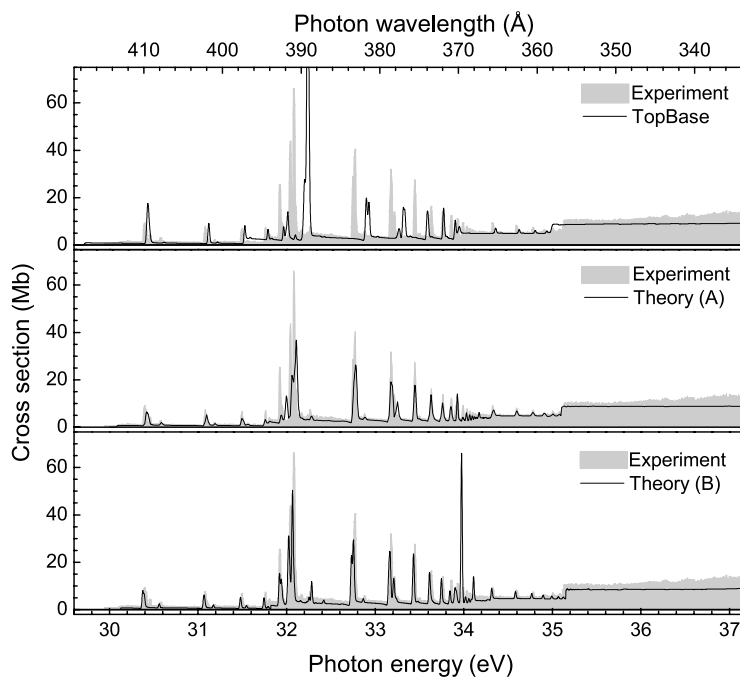 Photon wavelength (Å)
410 400 390 380 370 360 350 340
60
40
20
0
Experiment
TopBase
60
40
20
0
Experiment
Theory (A)
Cross section (Mb)
60
40
20
0
Experiment
Theory (B)
30 31 32 33 34 35 36 37
Photon energy (eV)